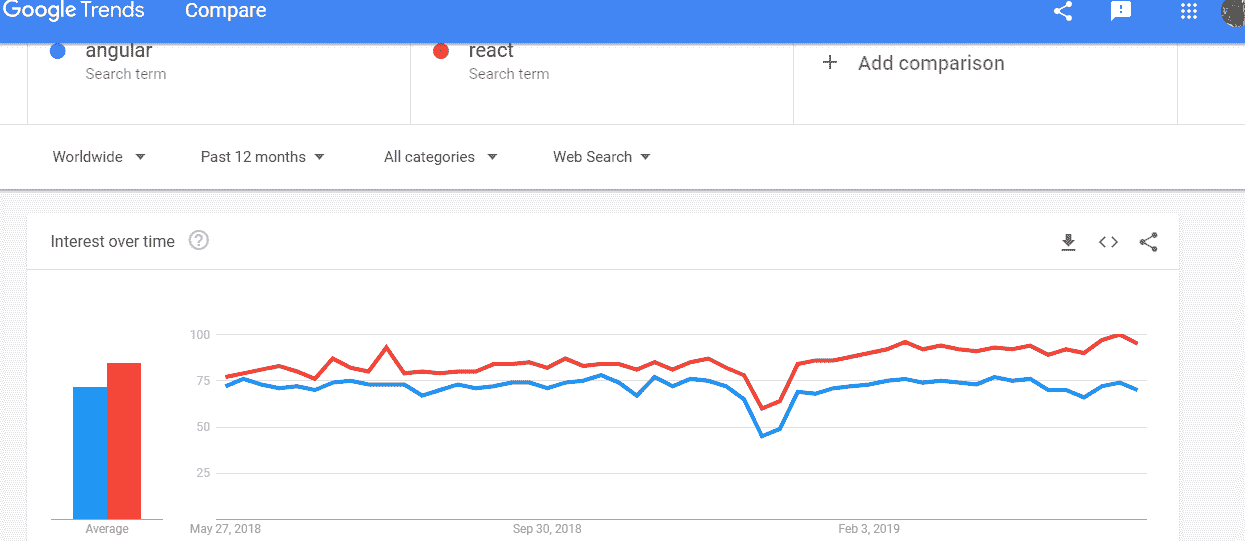 Google Trends Compare
angular react
Search term Search term
+ Add comparison
Worldwide Past 12 months All categories Web Search
Interest over time ?
100
75
50
25
Average May 27, 2018 Sep 30, 2018 Feb 3, 2019